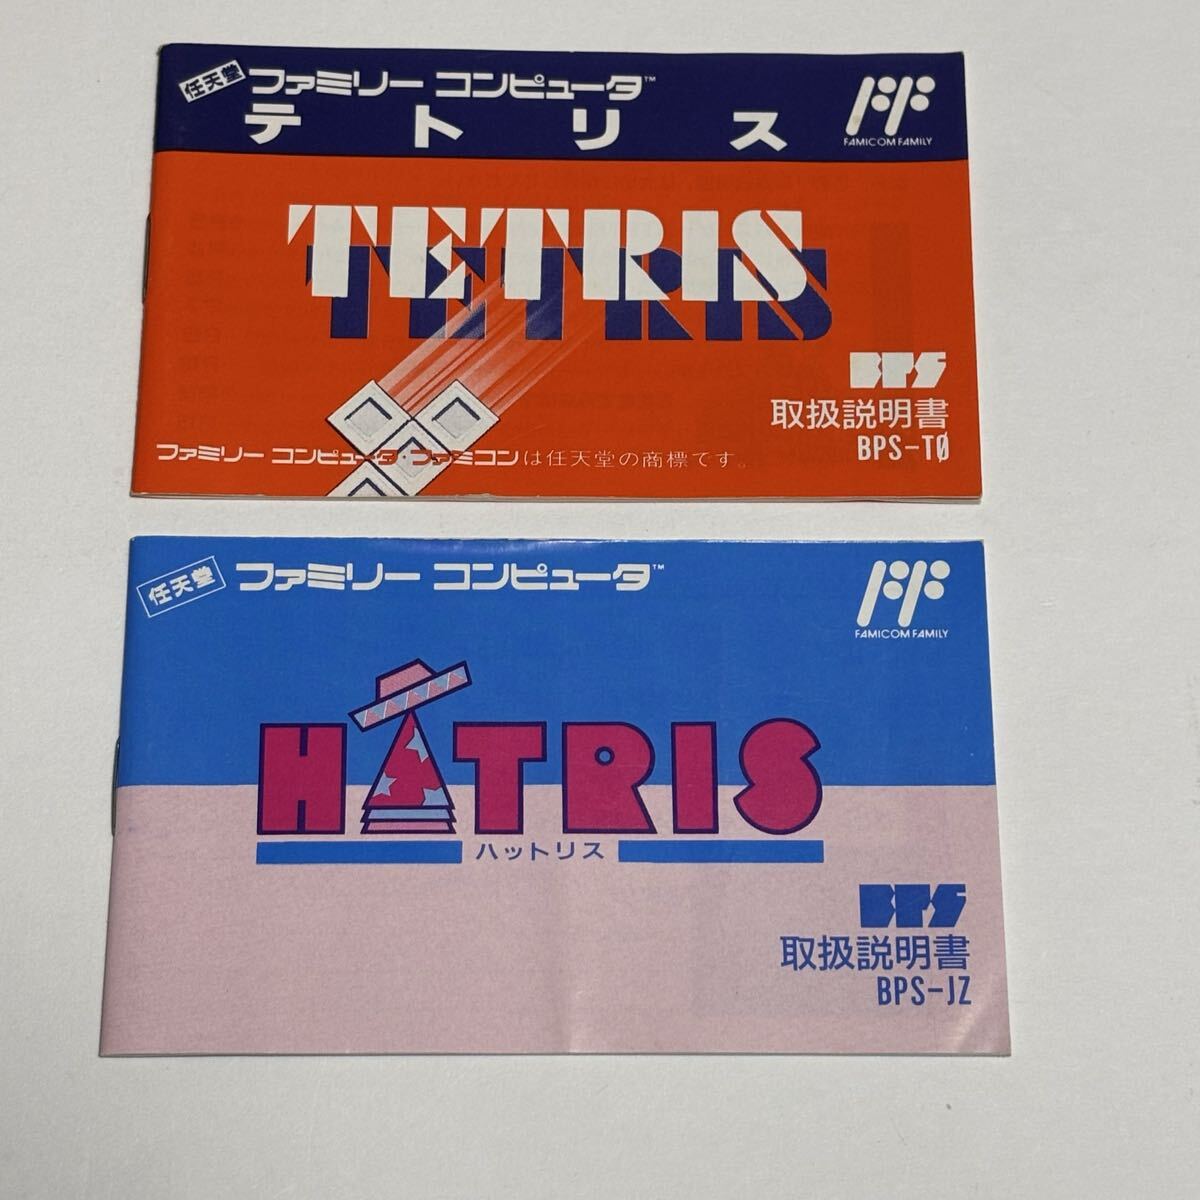 任天堂 ファミリー コンピュータ™
テトリス
FAMICOM FAMILY
TETRIS
TETRIS
BPS
取扱説明書
BPS-TØ
ファミリー コンピュータ・ファミコンは任天堂の商標です。
任天堂 ファミリー コンピュータ™
FAMICOM FAMILY
HATRIS
ハットリス
BPS
取扱説明書
BPS-JZ